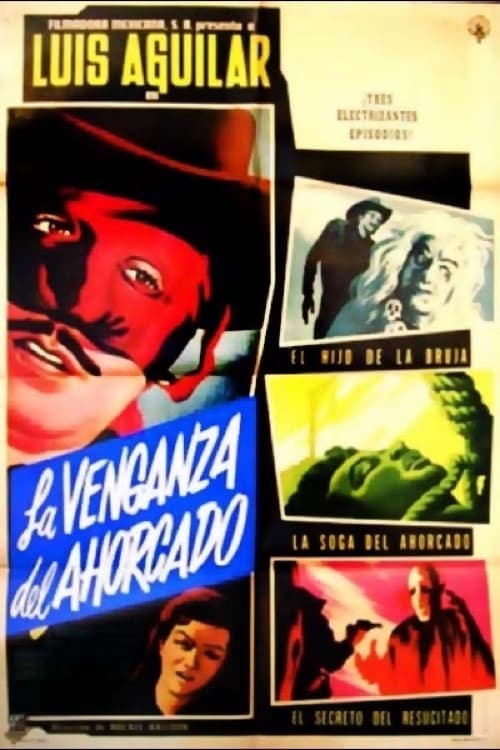 FILMADORA MEXICANA, S. A. presenta a
LUIS AGUILAR
en
¡TRES
ELECTRIZANTES
EPISODIOS!
EL HIJO DE LA BRUJA
La VENGANZA
del AHORCADO
LA SOGA DEL AHORCADO
EL SECRETO DEL RESUCITADO